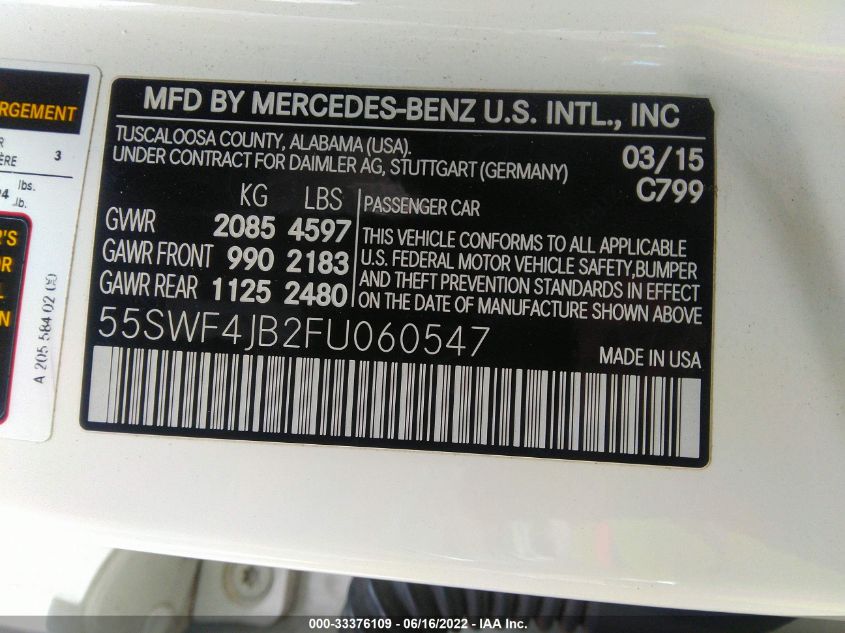 RGEMENT
3
lbs.
lb.
'S
OR
L
N
A 205 584 02 00
MFD BY MERCEDES-BENZ U.S. INTL., INC
TUSCALOOSA COUNTY, ALABAMA (USA).
UNDER CONTRACT FOR DAIMLER AG, STUTTGART (GERMANY)
03/15
C799
KG LBS
GVWR 2085 4597
GAWR FRONT 990 2183
GAWR REAR 1125 2480
PASSENGER CAR
THIS VEHICLE CONFORMS TO ALL APPLICABLE
U.S. FEDERAL MOTOR VEHICLE SAFETY,BUMPER
AND THEFT PREVENTION STANDARDS IN EFFECT
ON THE DATE OF MANUFACTURE SHOWN ABOVE.
55SWF4JB2FU060547
MADE IN USA
000-33376109 - 06/16/2022 - IAA Inc.